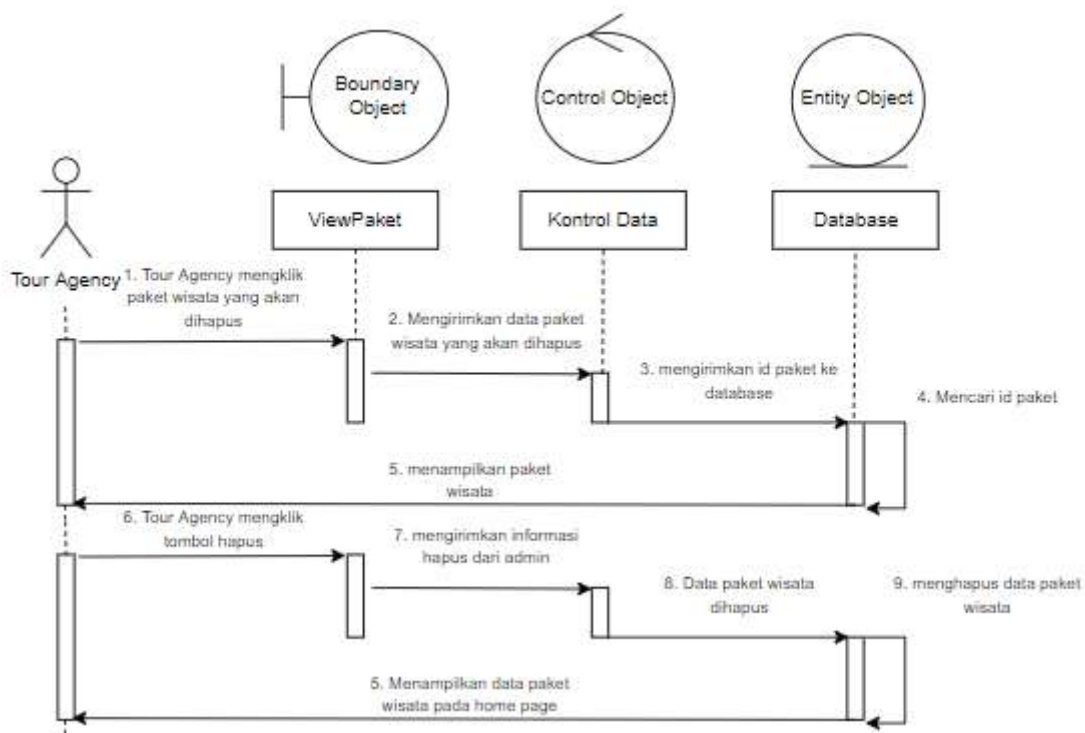 Boundary
Object
Control Object
Entity Object
ViewPaket
Kontrol Data
Database
Tour Agency
1. Tour Agency mengklik
paket wisata yang akan
dihapus
2. Mengirimkan data paket
wisata yang akan dihapus
3. mengirimkan id paket ke
database
4. Mencari id paket
5. menampilkan paket
wisata
6. Tour Agency mengklik
tombol hapus
7. mengirimkan informasi
hapus dari admin
8. Data paket wisata
dihapus
9. menghapus data paket
wisata
5. Menampilkan data paket
wisata pada home page